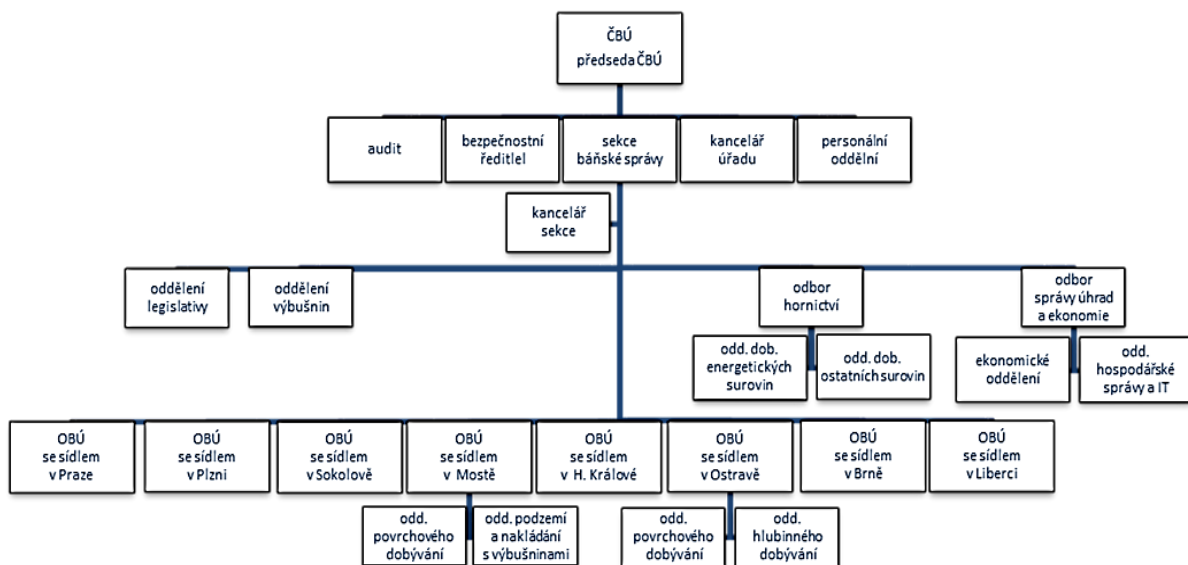 ČBÚ
předseda ČBÚ
audit
bezpečnostní
ředitlel
sekce
báňské správy
kancelář
úřadu
personální
oddělní
kancelář
sekce
oddělení
legislativy
oddělení
výbušnin
odbor
hornictví
odbor
správy úhrad
a ekonomie
odd. dob.
energetických
surovin
odd. dob.
ostatních surovin
ekonomické
oddělení
odd.
hospodářské
správy a IT
OBÚ
se sídlem
v Praze
OBÚ
se sídlem
v Plzni
OBÚ
se sídlem
v Sokolově
OBÚ
se sídlem
v Mostě
OBÚ
se sídlem
v H. Králové
OBÚ
se sídlem
v Ostravě
OBÚ
se sídlem
v Brně
OBÚ
se sídlem
v Liberci
odd.
povrchového
dobývání
odd. podzemí
a nakládání
s výbušninami
odd.
povrchového
dobývání
odd.
hlubinného
dobývání